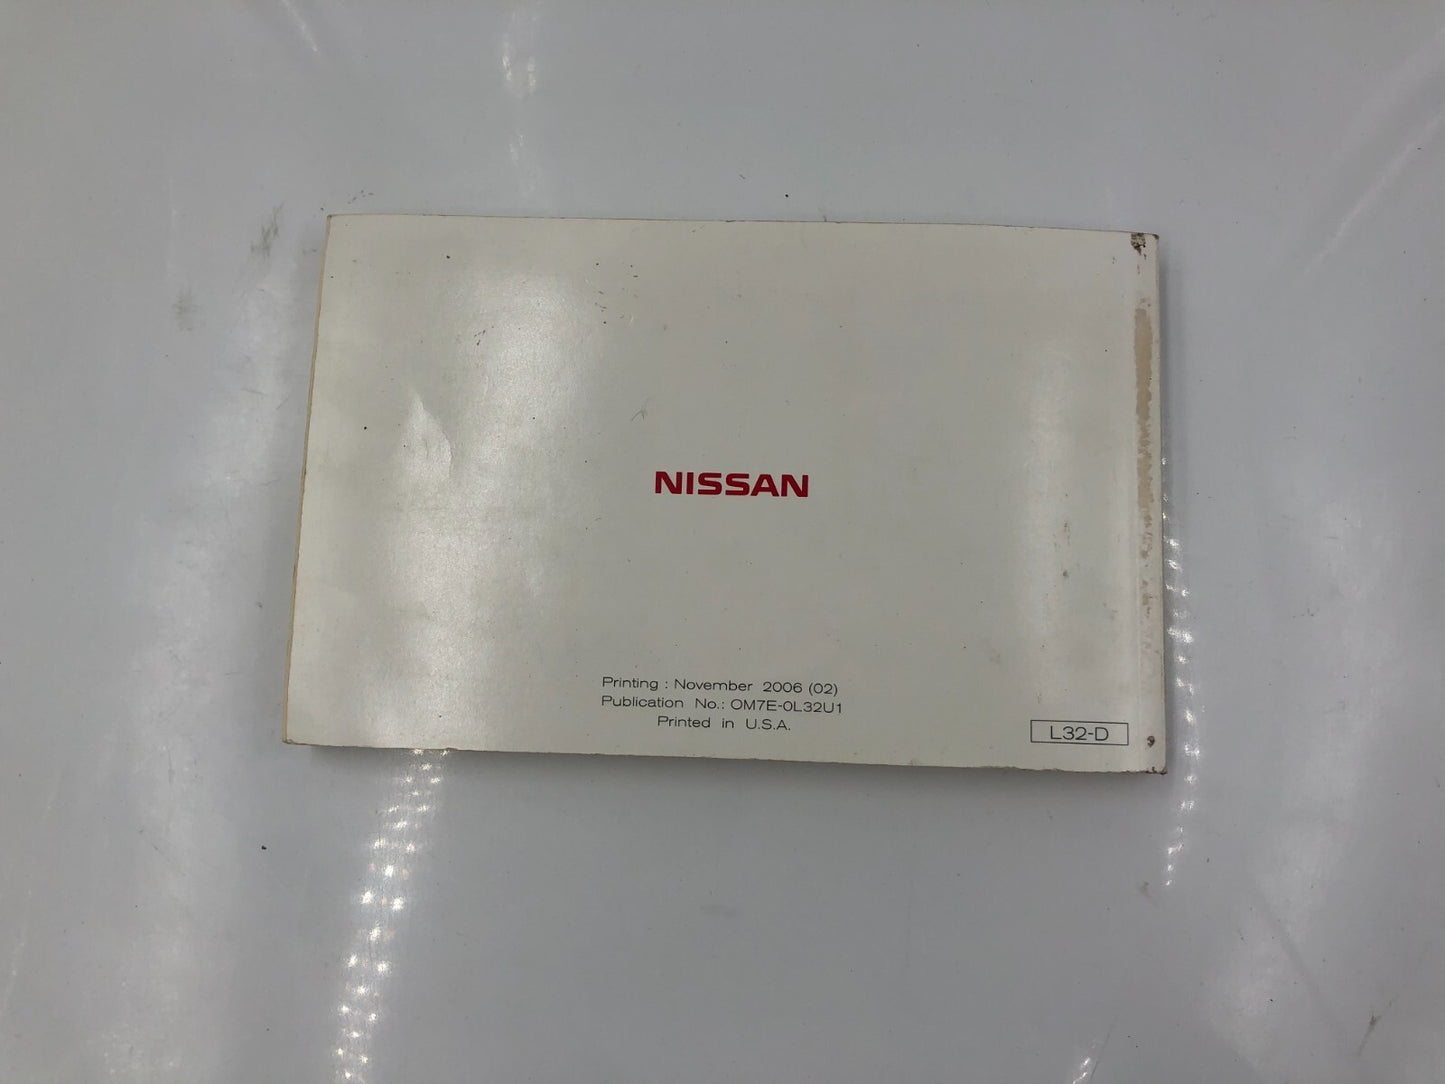 NISSAN
Printing : November 2006 (02)
Publication No.: OM7E-0L32U1
Printed in U.S.A.
L32-D